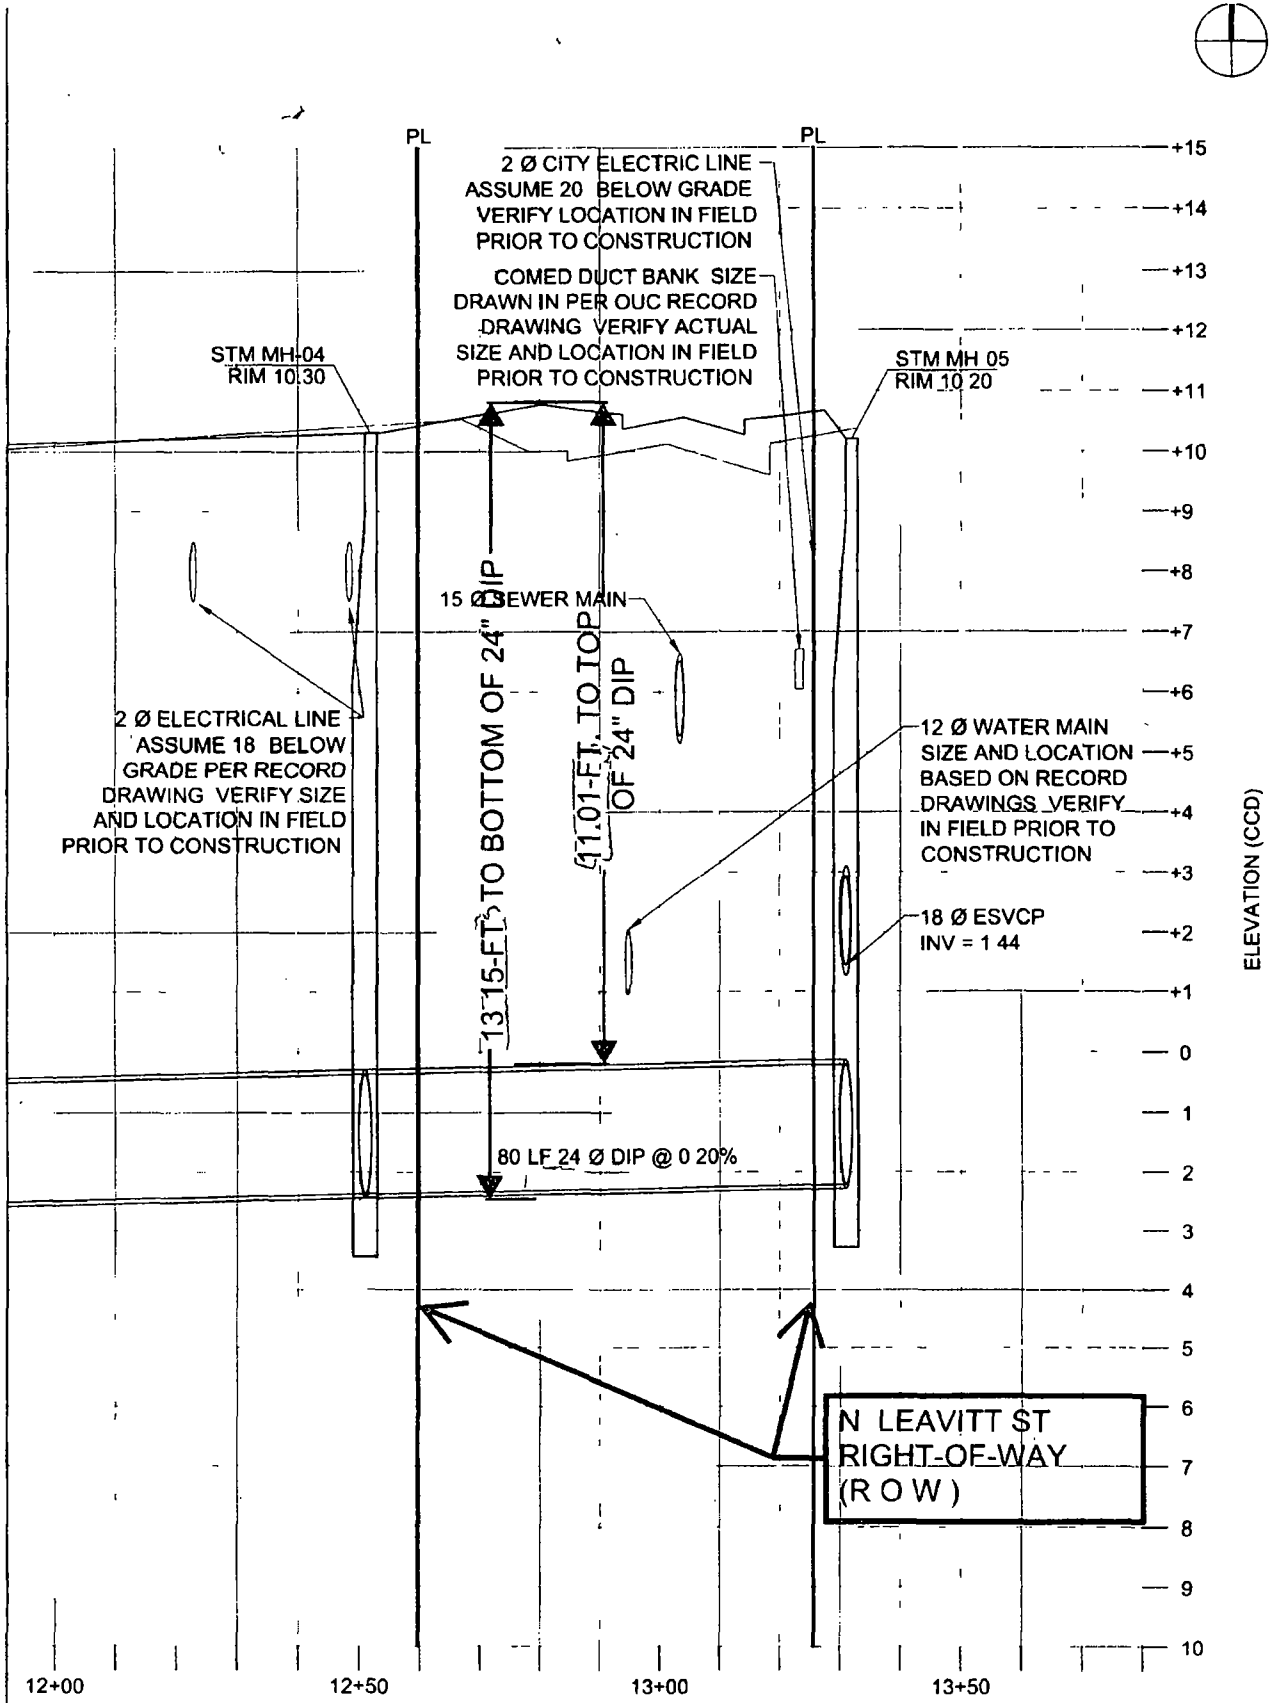 PL
PL
2 Ø CITY ELECTRIC LINE
ASSUME 20 BELOW GRADE
VERIFY LOCATION IN FIELD
PRIOR TO CONSTRUCTION
COMED DUCT BANK SIZE
DRAWN IN PER OUC RECORD
DRAWING VERIFY ACTUAL
SIZE AND LOCATION IN FIELD
PRIOR TO CONSTRUCTION
STM MH-04
RIM 10.30
STM MH 05
RIM 10 20
15 Ø SEWER MAIN
13 15-FT TO BOTTOM OF 24" DIP
11.01-FT. TO TOP
OF 24" DIP
2 Ø ELECTRICAL LINE
ASSUME 18 BELOW
GRADE PER RECORD
DRAWING VERIFY SIZE
AND LOCATION IN FIELD
PRIOR TO CONSTRUCTION
12 Ø WATER MAIN
SIZE AND LOCATION
BASED ON RECORD
DRAWINGS VERIFY
IN FIELD PRIOR TO
CONSTRUCTION
18 Ø ESVCP
INV = 1 44
80 LF 24 Ø DIP @ 0 20%
N LEAVITT ST
RIGHT-OF-WAY
(R O W )
+15
+14
+13
+12
+11
+10
+9
+8
+7
+6
+5
+4
+3
+2
+1
0
1
2
3
4
5
6
7
8
9
10
ELEVATION (CCD)
12+00
12+50
13+00
13+50